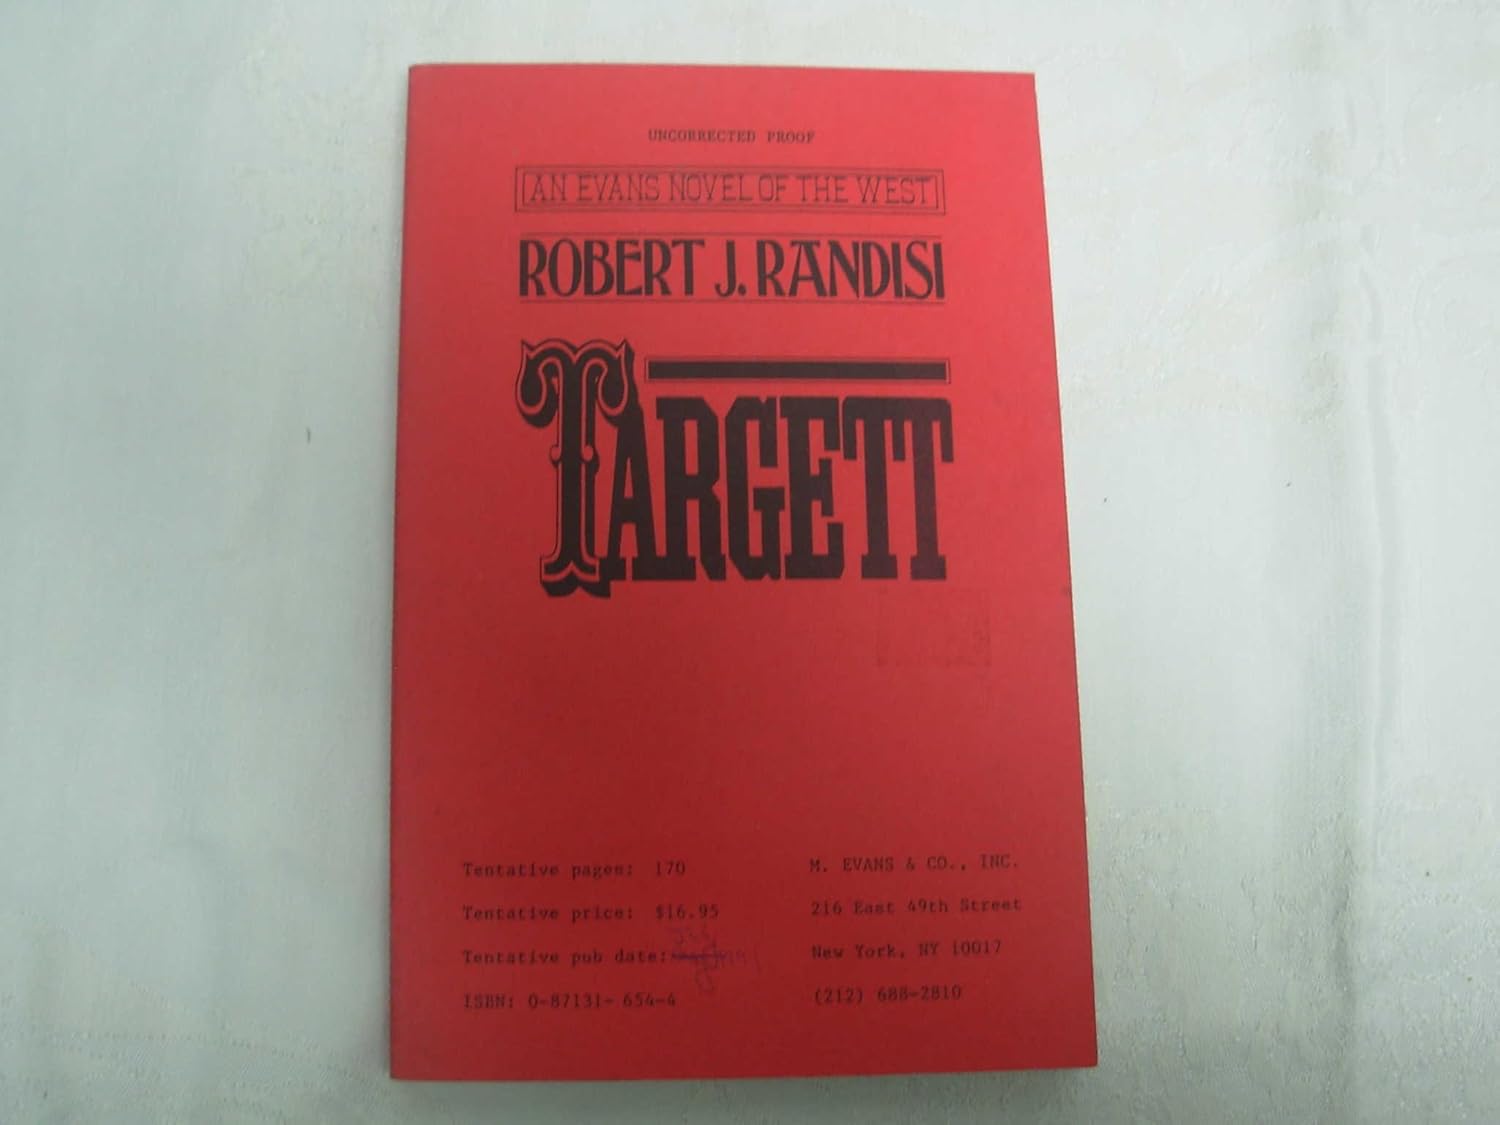 UNCORRECTED PROOF
AN EVANS NOVEL OF THE WEST
ROBERT J. RANDISI
TARGETT
Tentative pages: 170
Tentative price: $16.95
Tentative pub date: 1991
ISBN: 0-87131- 654-4
M. EVANS & CO., INC.
216 East 49th Street
New York, NY 10017
(212) 688-2810